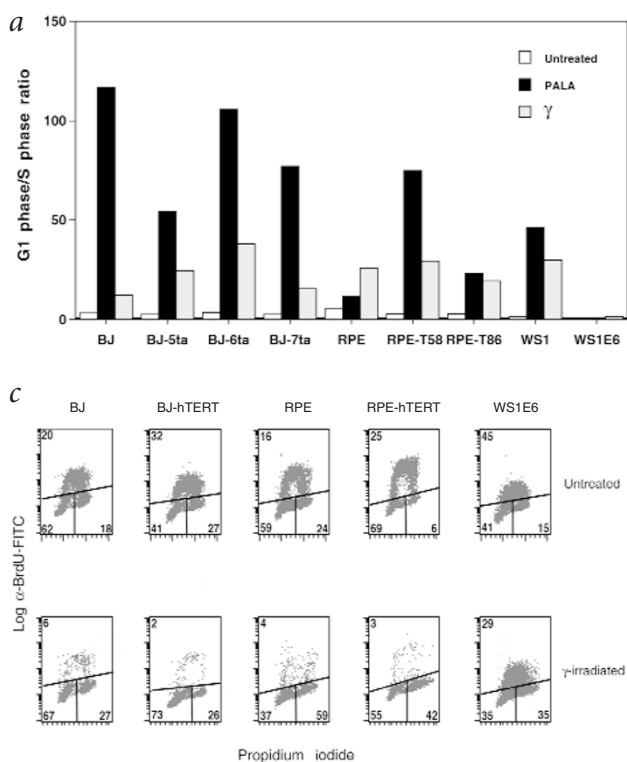 a
150
100
50
0
G1 phase/S phase ratio
Untreated
PALA
γ
BJ BJ-5ta BJ-6ta BJ-7ta RPE RPE-T58 RPE-T86 WS1 WS1E6
c
BJ BJ-hTERT RPE RPE-hTERT WS1E6
20 32 16 25 45
Untreated
62 18 41 27 59 24 69 6 41 15
Log α-BrdU-FITC
6 2 4 3 29
γ-irradiated
67 27 73 26 37 59 55 42 35 35
Propidium iodide